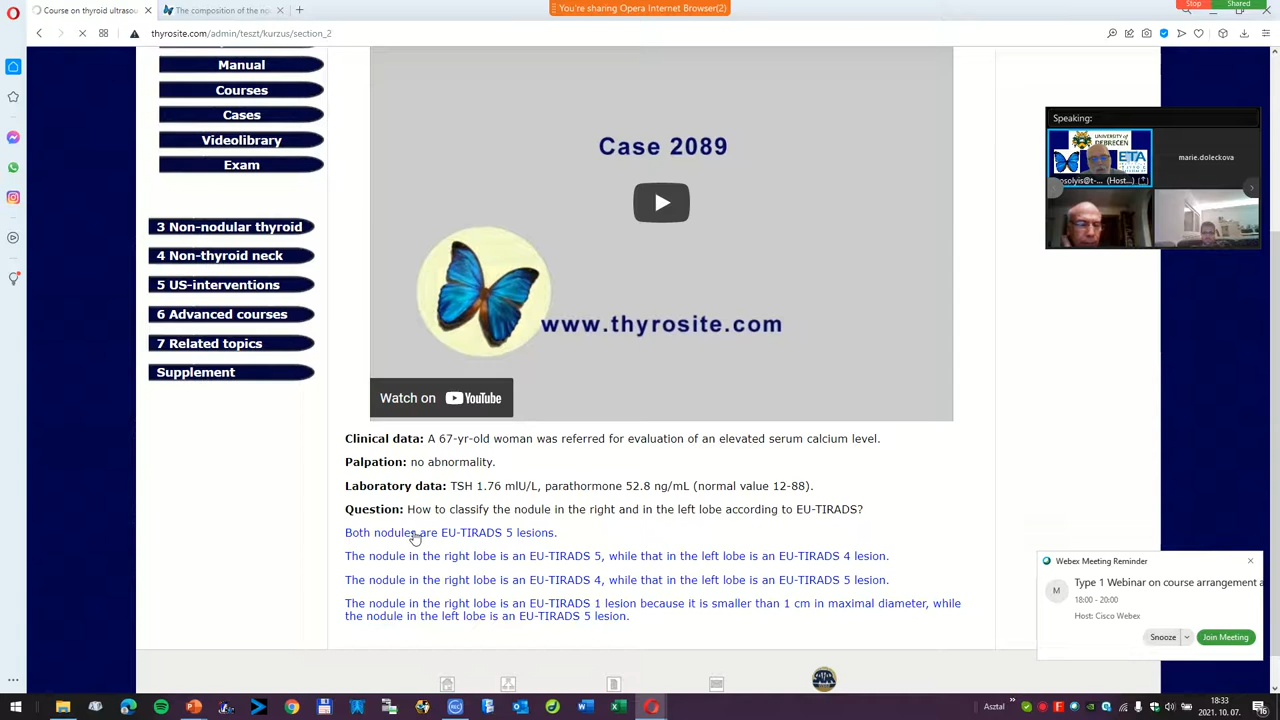 You're sharing Opera Internet Browser(2)
Stop
Shared
Course on thyroid ultrasou
The composition of the no
thyrosite.com/admin/teszt/kurzus/section_2
Manual
Courses
Cases
Videolibrary
Exam
3 Non-nodular thyroid
4 Non-thyroid neck
5 US-interventions
6 Advanced courses
7 Related topics
Supplement
Case 2089
www.thyrosite.com
Watch on YouTube
Clinical data: A 67-yr-old woman was referred for evaluation of an elevated serum calcium level.
Palpation: no abnormality.
Laboratory data: TSH 1.76 mIU/L, parathormone 52.8 ng/mL (normal value 12-88).
Question: How to classify the nodule in the right and in the left lobe according to EU-TIRADS?
Both nodules are EU-TIRADS 5 lesions.
The nodule in the right lobe is an EU-TIRADS 5, while that in the left lobe is an EU-TIRADS 4 lesion.
The nodule in the right lobe is an EU-TIRADS 4, while that in the left lobe is an EU-TIRADS 5 lesion.
The nodule in the right lobe is an EU-TIRADS 1 lesion because it is smaller than 1 cm in maximal diameter, while
the nodule in the left lobe is an EU-TIRADS 5 lesion.
Speaking:
UNIVERSITY of
DEBRECEN
ETA
(Host...)
marie.doleckova
Webex Meeting Reminder
M
Type 1 Webinar on course arrangement a
18:00 - 20:00
Host: Cisco Webex
Snooze
Join Meeting
Asztal
18:33
2021. 10. 07.